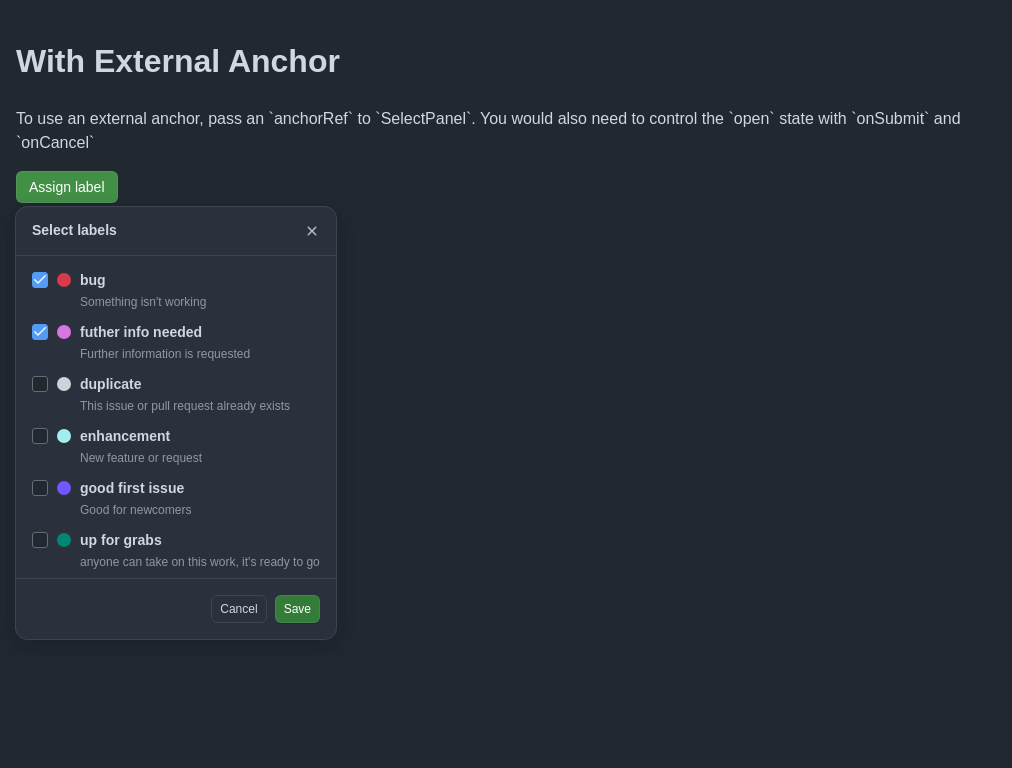 With External Anchor
To use an external anchor, pass an `anchorRef` to `SelectPanel`. You would also need to control the `open` state with `onSubmit` and
`onCancel`
Assign label
Select labels
bug
Something isn't working
futher info needed
Further information is requested
duplicate
This issue or pull request already exists
enhancement
New feature or request
good first issue
Good for newcomers
up for grabs
anyone can take on this work, it's ready to go
Cancel Save